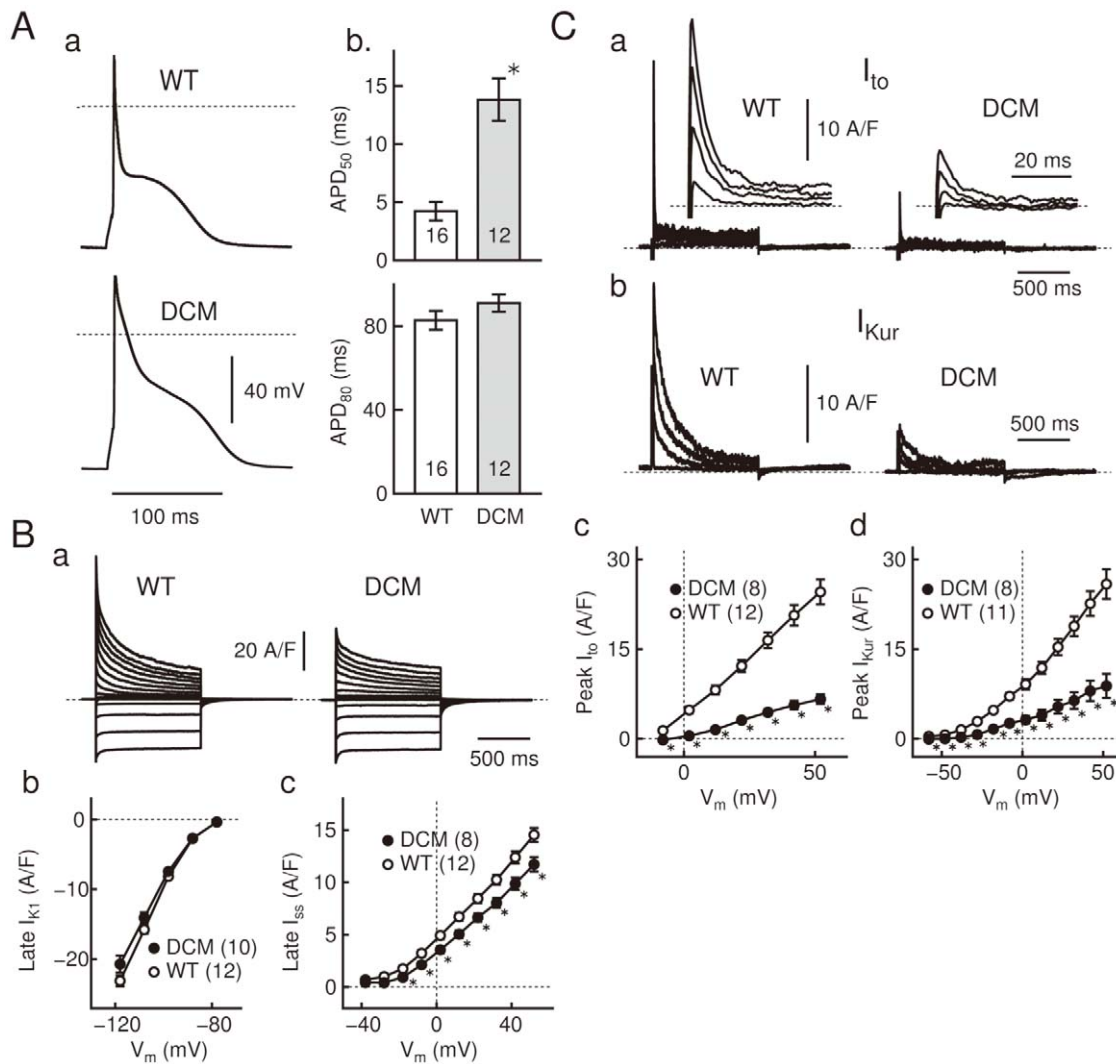 A
a
WT
DCM
40 mV
100 ms
b.
APD50 (ms)
15
10
5
0
16
12
*
APD80 (ms)
80
40
0
16
12
WT
DCM
B
a
WT
DCM
20 A/F
500 ms
b
Late IK1 (A/F)
0
−10
−20
DCM (10)
WT (12)
−120
−80
Vm (mV)
c
Late Iss (A/F)
15
10
5
0
DCM (8)
WT (12)
* * * * * * * *
−40
0
40
Vm (mV)
C
a
Ito
WT
10 A/F
DCM
20 ms
500 ms
b
IKur
WT
10 A/F
DCM
500 ms
c
Peak Ito (A/F)
30
15
0
DCM (8)
WT (12)
* * * * * * *
0
50
Vm (mV)
d
Peak IKur (A/F)
30
15
0
DCM (8)
WT (11)
* * * * * * * * * * *
−50
0
50
Vm (mV)